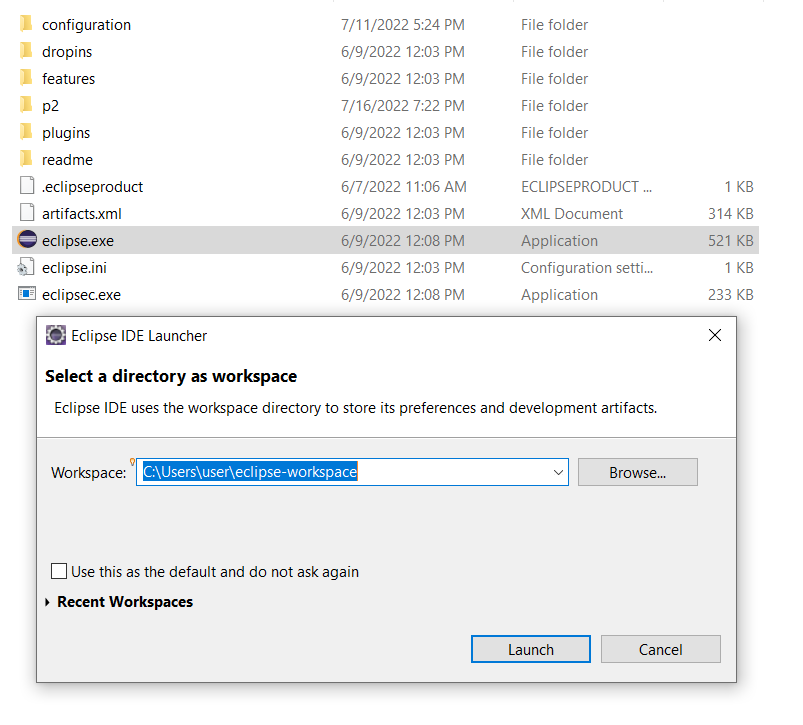 configuration 7/11/2022 5:24 PM File folder
dropins 6/9/2022 12:03 PM File folder
features 6/9/2022 12:03 PM File folder
p2 7/16/2022 7:22 PM File folder
plugins 6/9/2022 12:03 PM File folder
readme 6/9/2022 12:03 PM File folder
.eclipseproduct 6/7/2022 11:06 AM ECLIPSEPRODUCT ... 1 KB
artifacts.xml 6/9/2022 12:03 PM XML Document 314 KB
eclipse.exe 6/9/2022 12:08 PM Application 521 KB
eclipse.ini 6/9/2022 12:03 PM Configuration setti... 1 KB
eclipsec.exe 6/9/2022 12:08 PM Application 233 KB
Eclipse IDE Launcher
Select a directory as workspace
Eclipse IDE uses the workspace directory to store its preferences and development artifacts.
Workspace: C:\Users\user\eclipse-workspace Browse...
Use this as the default and do not ask again
Recent Workspaces
Launch Cancel